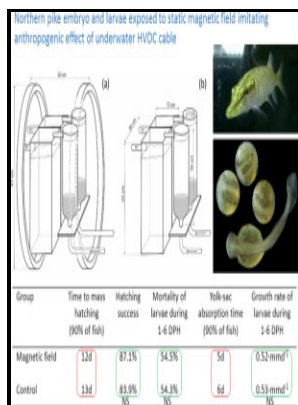 Northern pike embryo and larvae exposed to static magnetic field imitating
anthropogenic effect of underwater HVDC cable
(a)
(b)
Group
Time to mass hatching (90% of fish)
Hatching success
Mortality of larvae during 1-6 DPH
Yolk-sac absorption time (90% of fish)
Growth rate of larvae during 1-6 DPH
Magnetic field 12d 87.1% 54.5% 5d 0.52 mmd⁻¹
Control 13d 83.9% 54.3% 6d 0.53 mmd⁻¹
NS NS NS